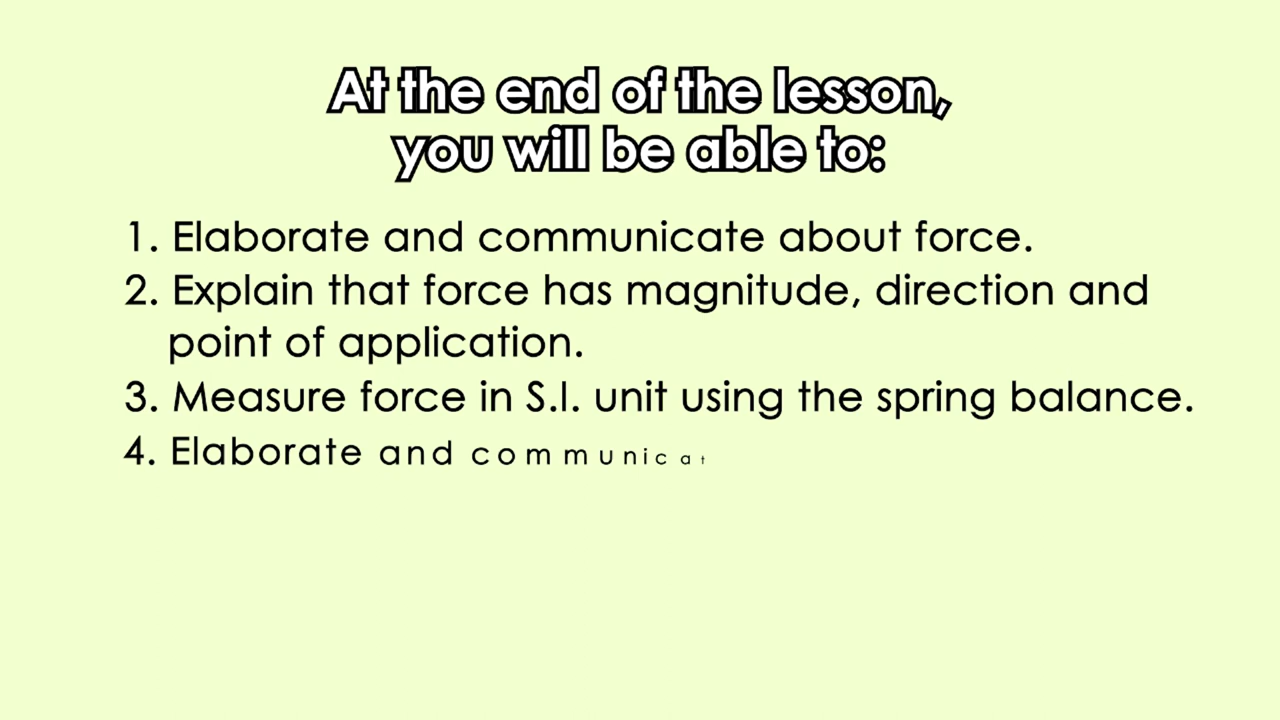 At the end of the lesson,
you will be able to:
1. Elaborate and communicate about force.
2. Explain that force has magnitude, direction and
point of application.
3. Measure force in S.I. unit using the spring balance.
4. Elaborate and communicat